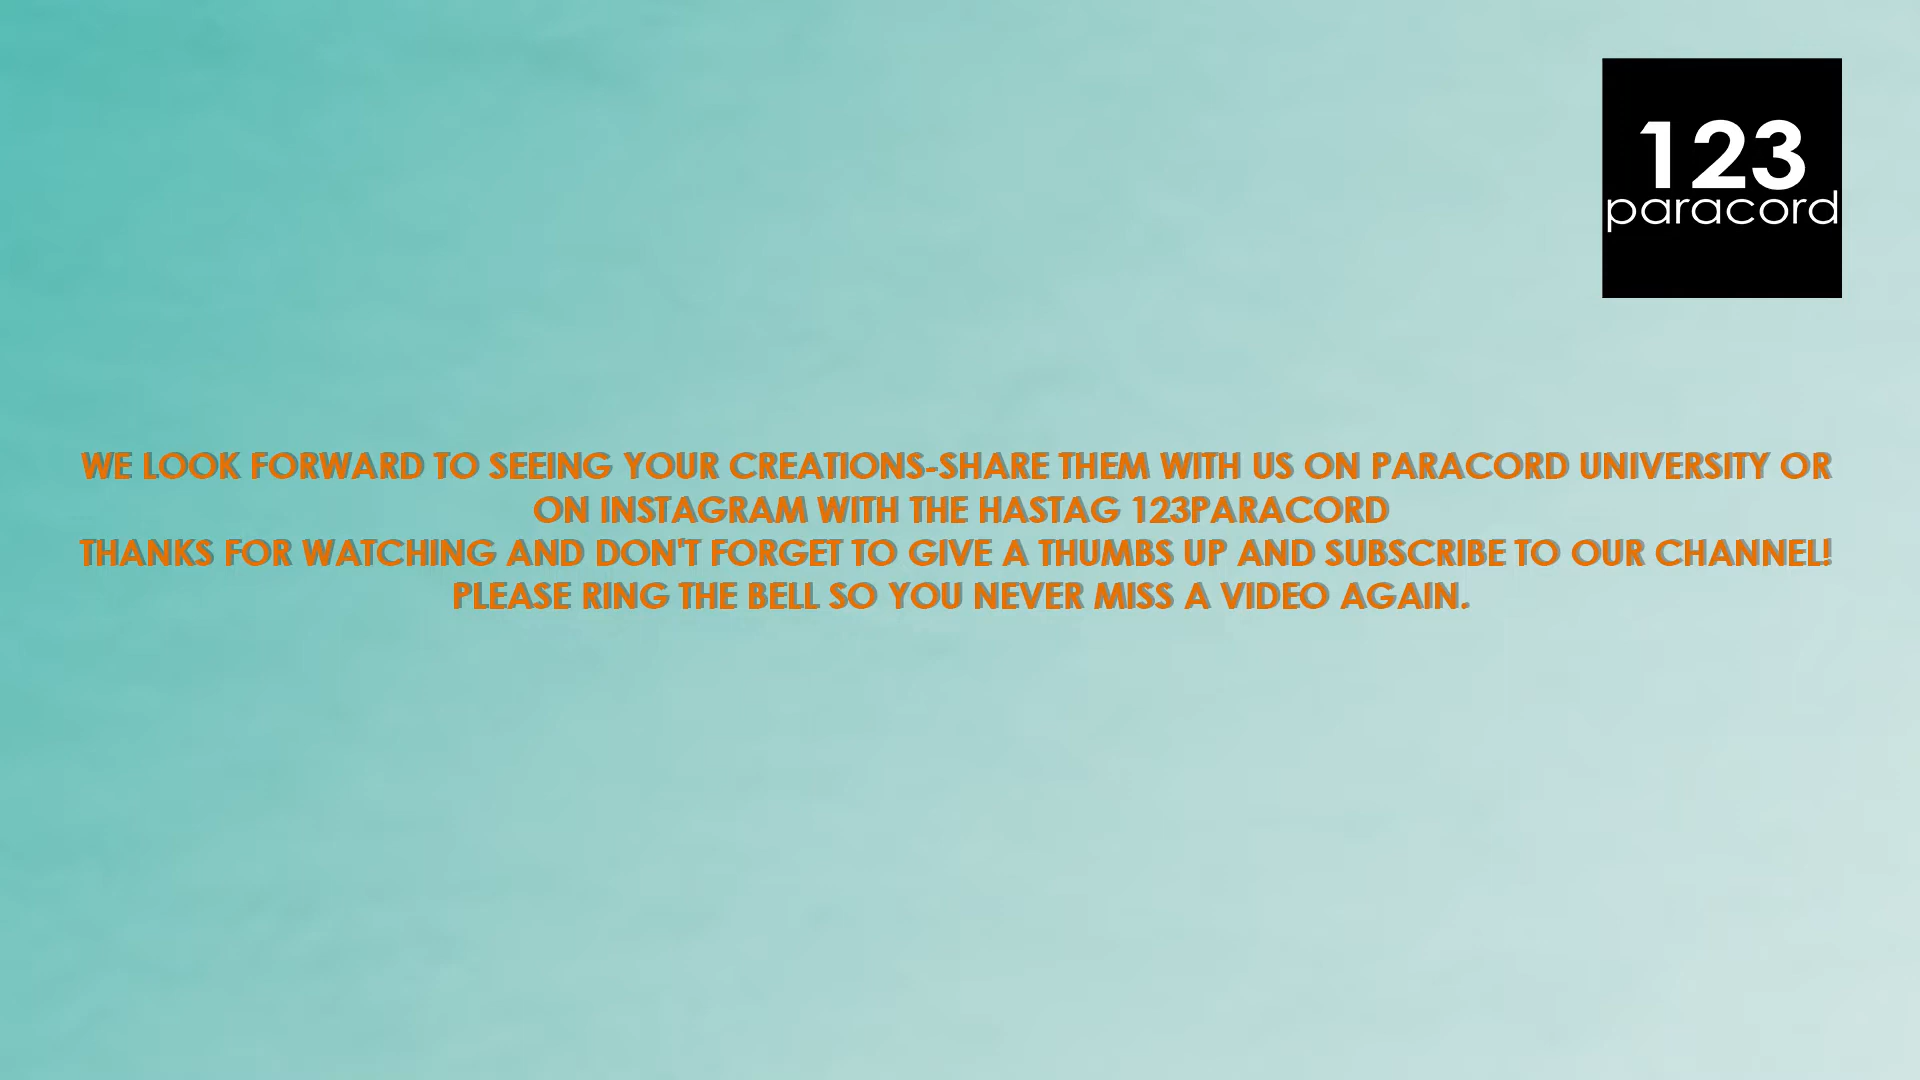 123
paracord
WE LOOK FORWARD TO SEEING YOUR CREATIONS-SHARE THEM WITH US ON PARACORD UNIVERSITY OR
ON INSTAGRAM WITH THE HASTAG 123PARACORD
THANKS FOR WATCHING AND DON'T FORGET TO GIVE A THUMBS UP AND SUBSCRIBE TO OUR CHANNEL!
PLEASE RING THE BELL SO YOU NEVER MISS A VIDEO AGAIN.